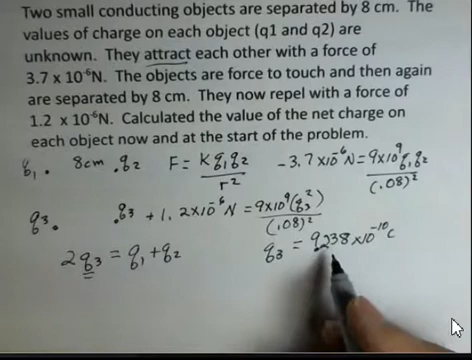 Two small conducting objects are separated by 8 cm. The
values of charge on each object (q1 and q2) are
unknown. They attract each other with a force of
3.7 x 10⁻⁶N. The objects are force to touch and then again
are separated by 8 cm. They now repel with a force of
1.2 x 10⁻⁶N. Calculated the value of the net charge on
each object now and at the start of the problem.
q₁ . 8cm . q₂ F = Kq₁q₂/r² -3.7x10⁻⁶N = 9x10⁹q₁q₂/(.08)²
q₃ . . q₃ +1.2x10⁻⁶N = 9x10⁹(q₃²)/(.08)²
2q₃ = q₁+q₂ q₃ = 9.238x10⁻¹⁰C